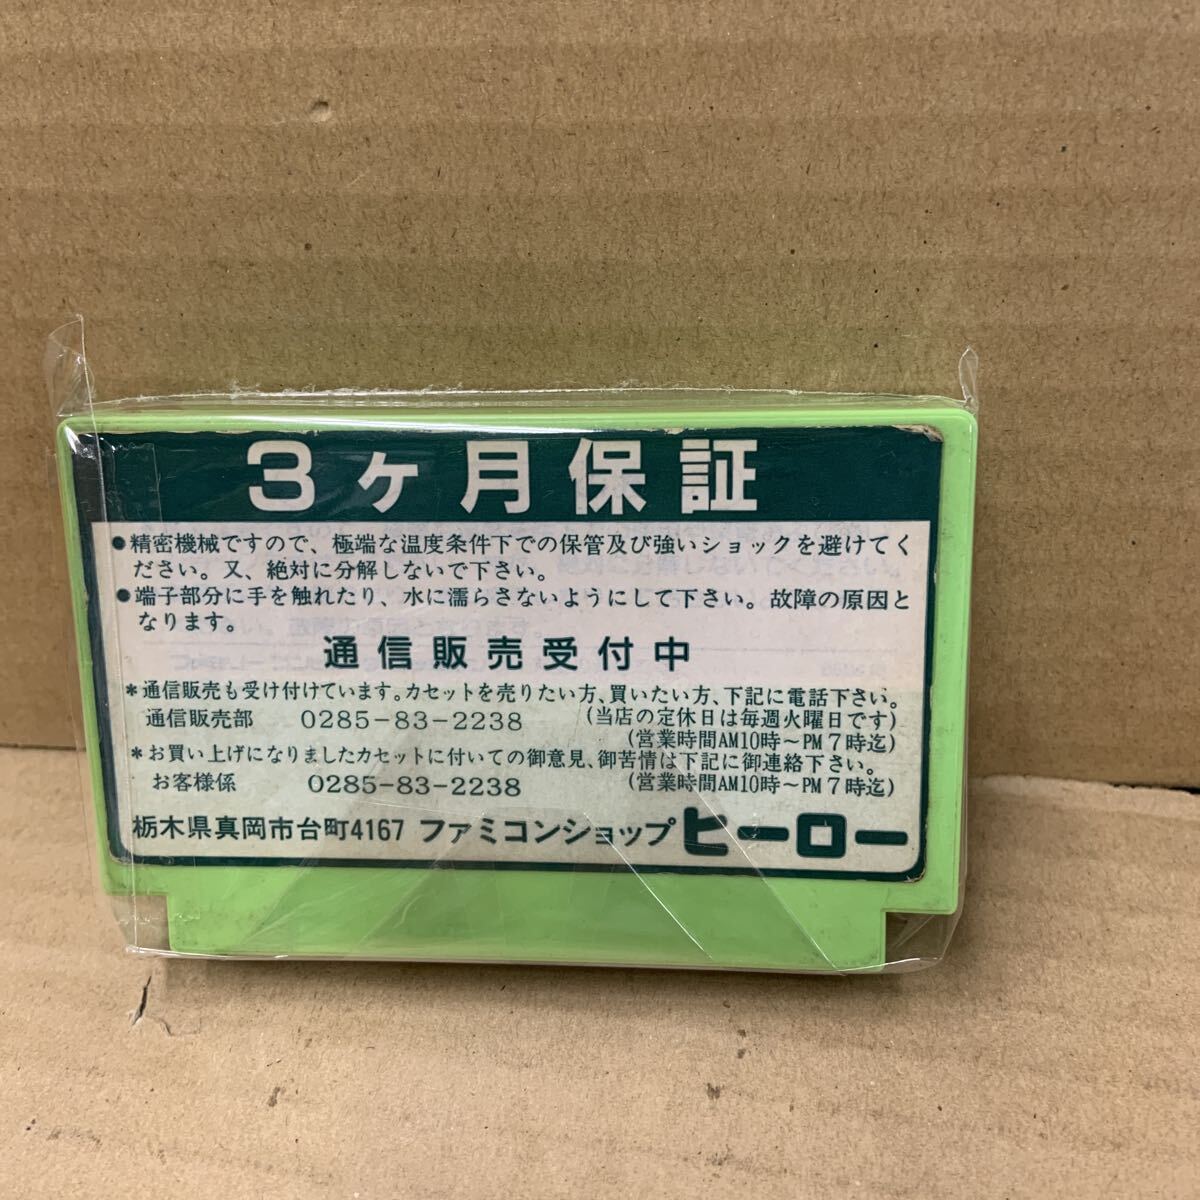 3ヶ月保証
●精密機械ですので、極端な温度条件下での保管及び強いショックを避けてく
ださい。又、絶対に分解しないで下さい。
●端子部分に手を触れたり、水に濡らさないようにして下さい。故障の原因と
なります。
通信販売受付中
*通信販売も受け付けています。カセットを売りたい方、買いたい方、下記に電話下さい。
通信販売部 0285-83-2238 (当店の定休日は毎週火曜日です)
(営業時間AM10時〜PM7時迄)
*お買い上げになりましたカセットに付いての御意見、御苦情は下記に御連絡下さい。
お客様係 0285-83-2238 (営業時間AM10時〜PM7時迄)
栃木県真岡市台町4167 ファミコンショップヒーロー